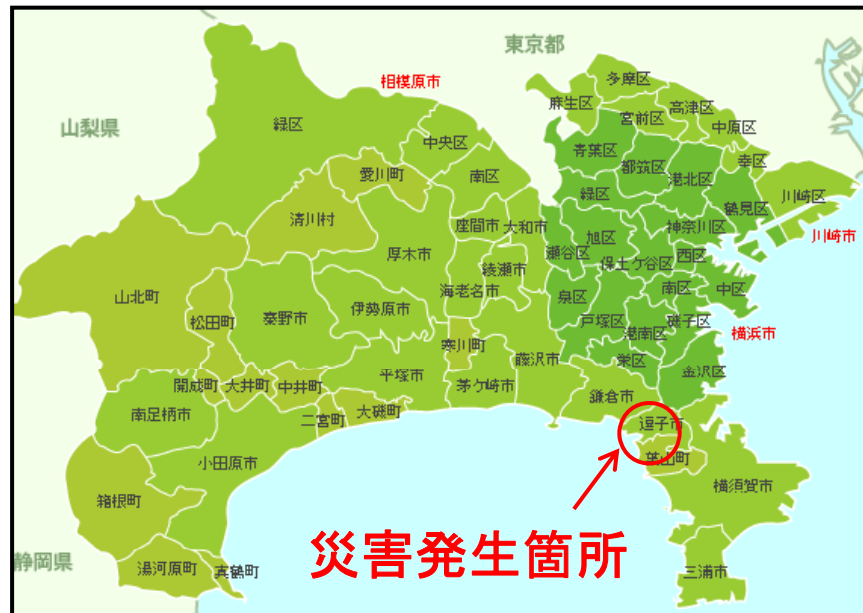 東京都
多摩区
相模原市
麻生区
高津区
宮前区
山梨県
緑区
中原区
中央区
青葉区
幸区
都筑区
港北区
愛川町
南区
緑区
川崎区
鶴見区
清川村
座間市
大和市
神奈川区
川崎市
旭区
厚木市
瀬谷区
西区
保土ケ谷区
綾瀬市
海老名市
南区
中区
山北町
泉区
伊勢原市
松田町
秦野市
戸塚区
磯子区
港南区
横浜市
寒川町
藤沢市
栄区
平塚市
金沢区
開成町
大井町
中井町
茅ケ崎市
鎌倉市
南足柄市
大磯町
二宮町
逗子市
小田原市
葉山町
横須賀市
箱根町
災害発生箇所
静岡県
湯河原町
真鶴町
三浦市